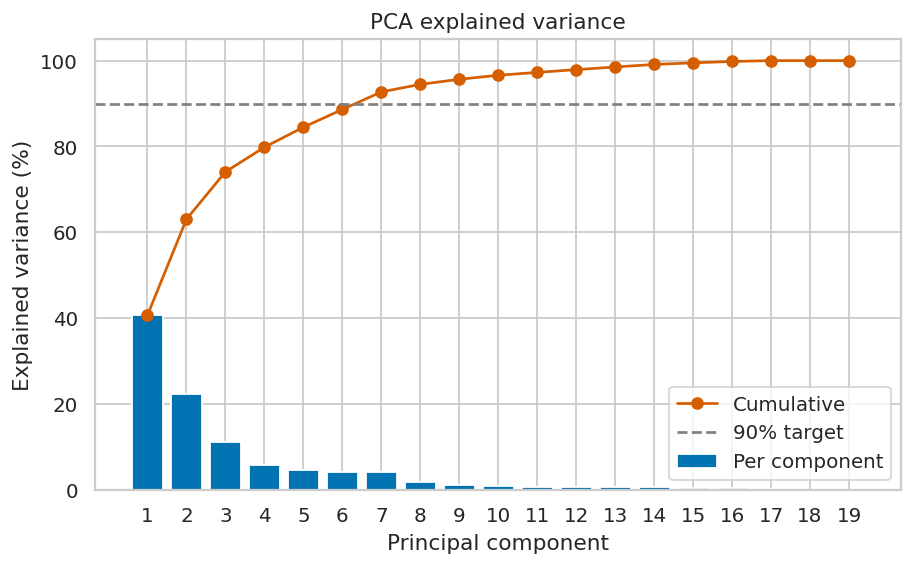 PCA explained variance
Explained variance (%)
100
80
60
40
20
0
Cumulative
90% target
Per component
1 2 3 4 5 6 7 8 9 10 11 12 13 14 15 16 17 18 19
Principal component